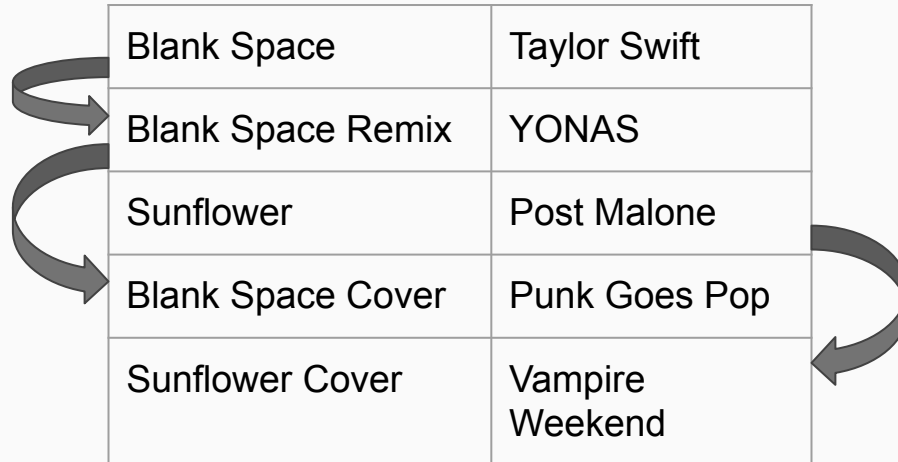 Blank Space Taylor Swift
Blank Space Remix YONAS
Sunflower Post Malone
Blank Space Cover Punk Goes Pop
Sunflower Cover Vampire
Weekend